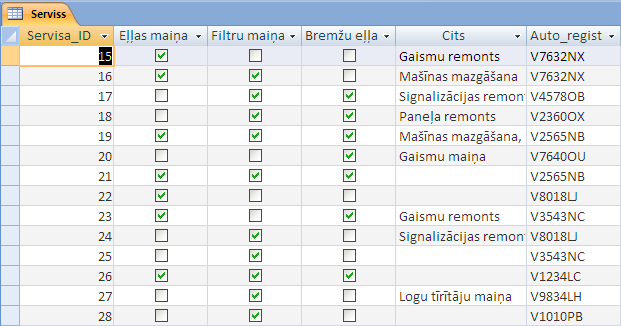 Serviss
Servisa_ID Eļļas maiņa Filtru maiņa Bremžu eļļa Cits Auto_regist
15 Gaismu remonts V7632NX
16 Mašīnas mazgāšana V7632NX
17 Signalizācijas remon V4578OB
18 Paneļa remonts V2360OX
19 Mašīnas mazgāšana, V2565NB
20 Gaismu maiņa V7640OU
21 V2565NB
22 V8018LJ
23 Gaismu remonts V3543NC
24 Signalizācijas remon V8018LJ
25 V3543NC
26 V1234LC
27 Logu tīrītāju maiņa V9834LH
28 V1010PB